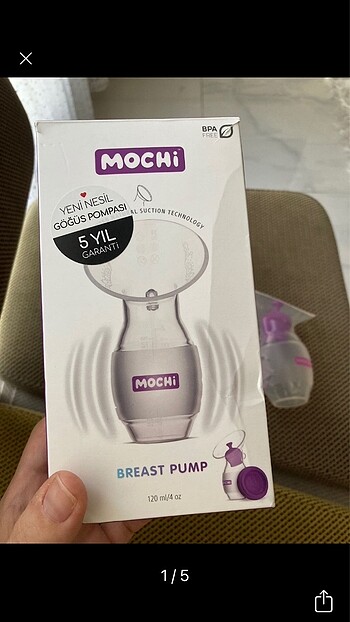 BPA
FREE
MOCHi
YENİ NESİL
GÖĞÜS POMPASI
5 YIL
GARANTİ
AL SUCTION TECHNOLOGY
MOCHi
BREAST PUMP
120 ml/4 oz
1/5